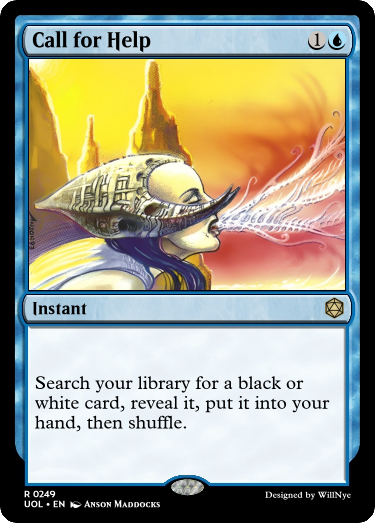 Call for Help 1
Instant
Search your library for a black or
white card, reveal it, put it into your
hand, then shuffle.
R 0249
UOL • EN Anson Maddocks
Designed by WillNye